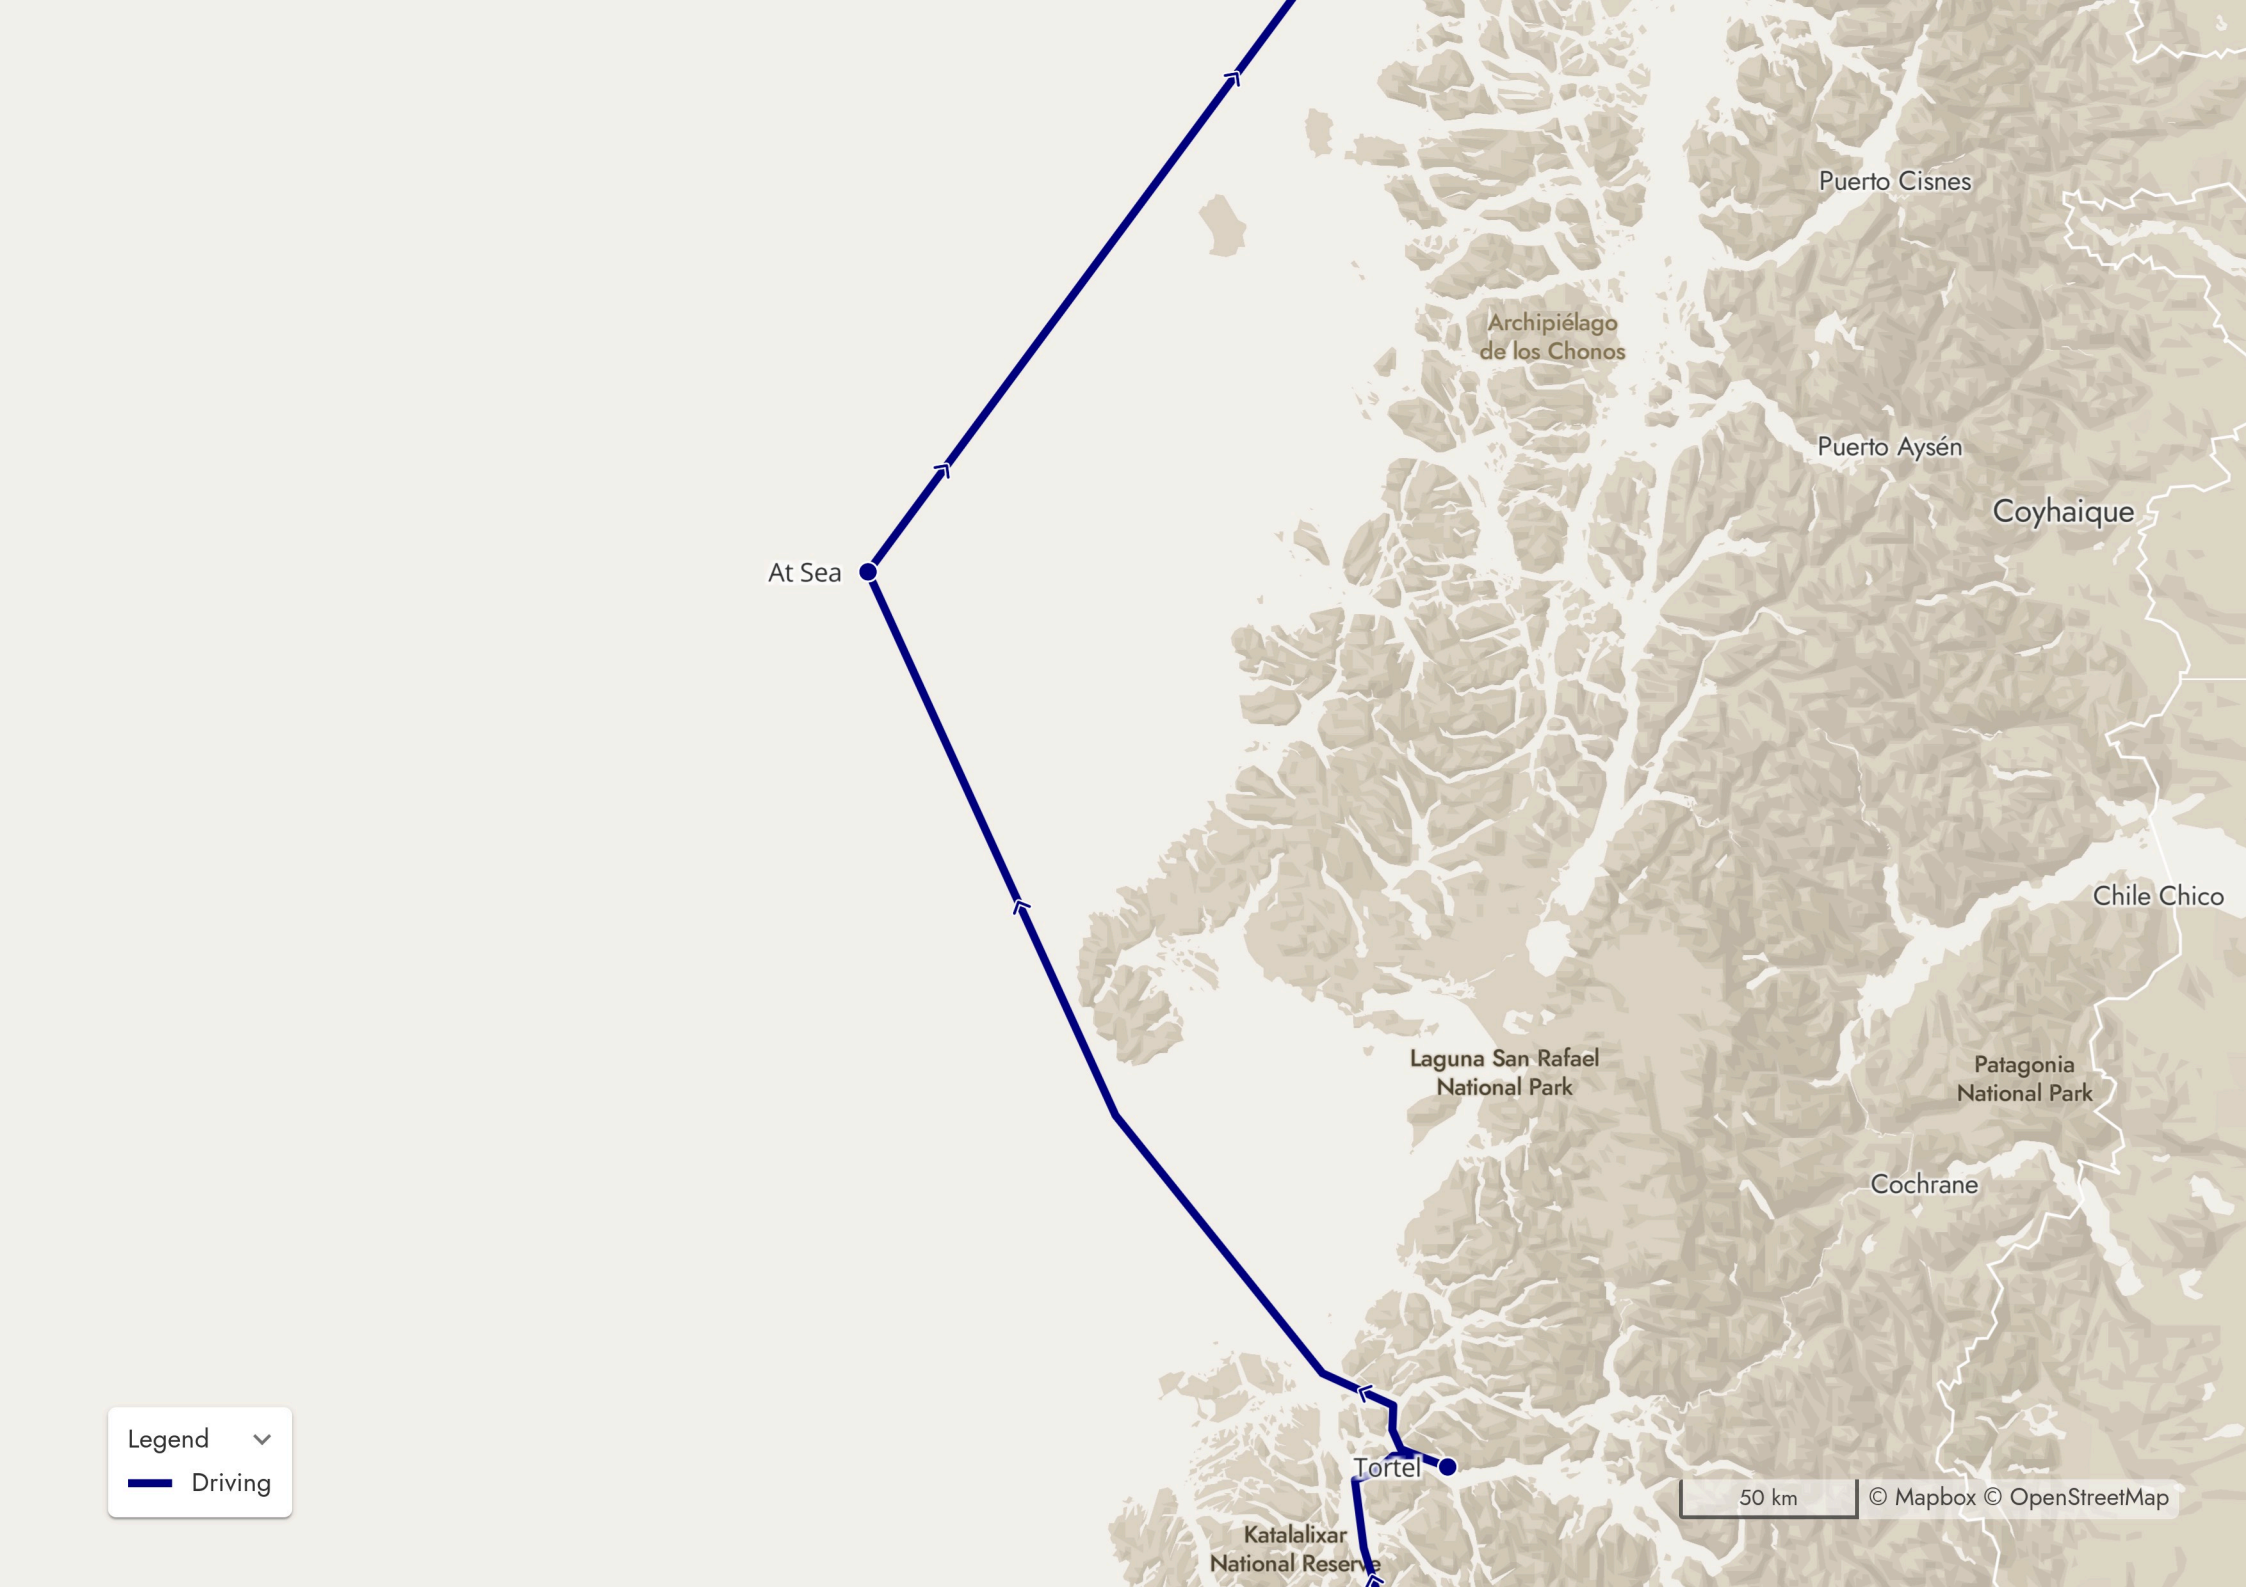 Puerto Cisnes
Archipiélago
de los Chonos
Puerto Aysén
Coyhaique
At Sea
Chile Chico
Laguna San Rafael
National Park
Patagonia
National Park
Cochrane
Legend
Driving
Tortel
50 km
© Mapbox © OpenStreetMap
Katalalixar
National Reserve